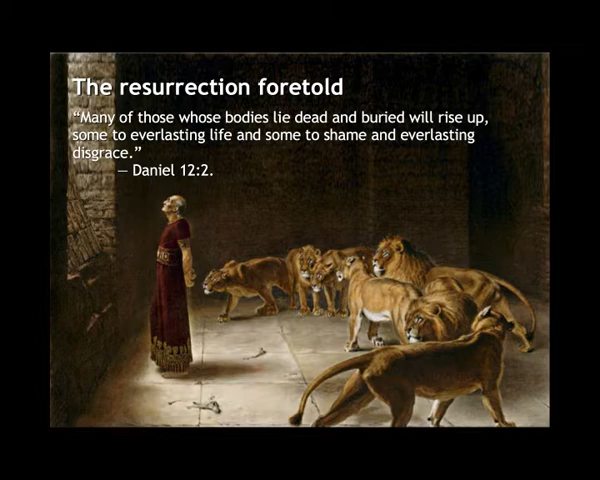 The resurrection foretold
“Many of those whose bodies lie dead and buried will rise up,
some to everlasting life and some to shame and everlasting
disgrace.”
— Daniel 12:2.